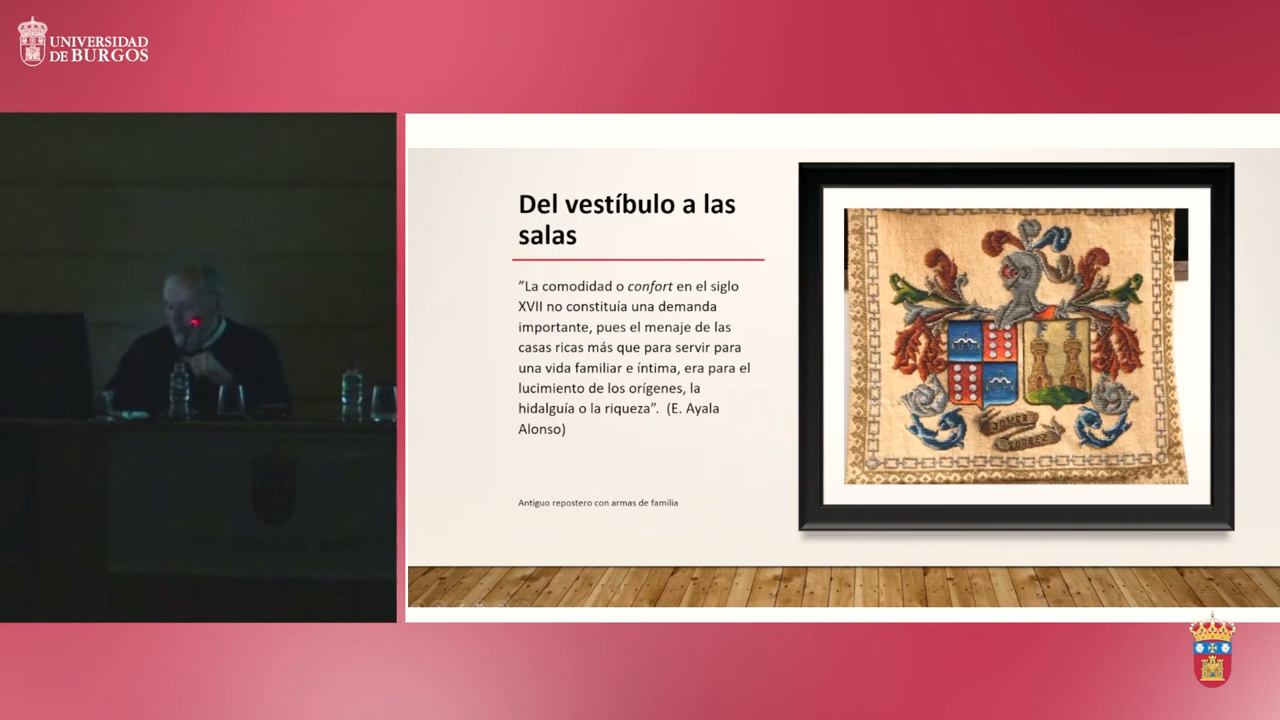 UNIVERSIDAD
DE BURGOS
Del vestíbulo a las
salas
”La comodidad o confort en el siglo
XVII no constituía una demanda
importante, pues el menaje de las
casas ricas más que para servir para
una vida familiar e íntima, era para el
lucimiento de los orígenes, la
hidalguía o la riqueza”.  (E. Ayala
Alonso)
Antiguo repostero con armas de familia